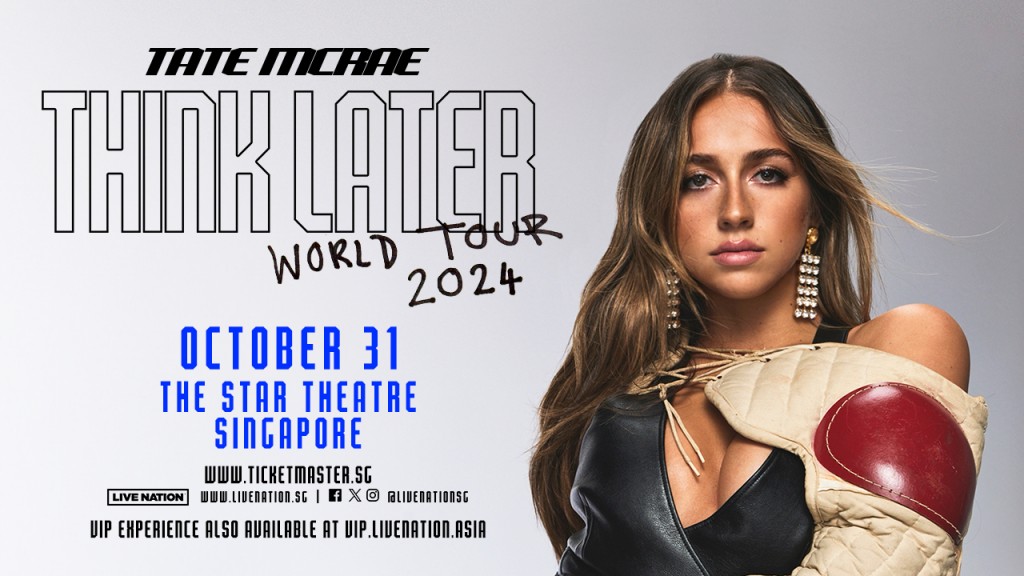 TATE MCRAE
THINK LATER
WORLD TOUR
2024
OCTOBER 31
THE STAR THEATRE
SINGAPORE
WWW.TICKETMASTER.SG
LIVE NATION WWW.LIVENATION.SG | @LIVENATIONSG
VIP EXPERIENCE ALSO AVAILABLE AT VIP.LIVENATION.ASIA